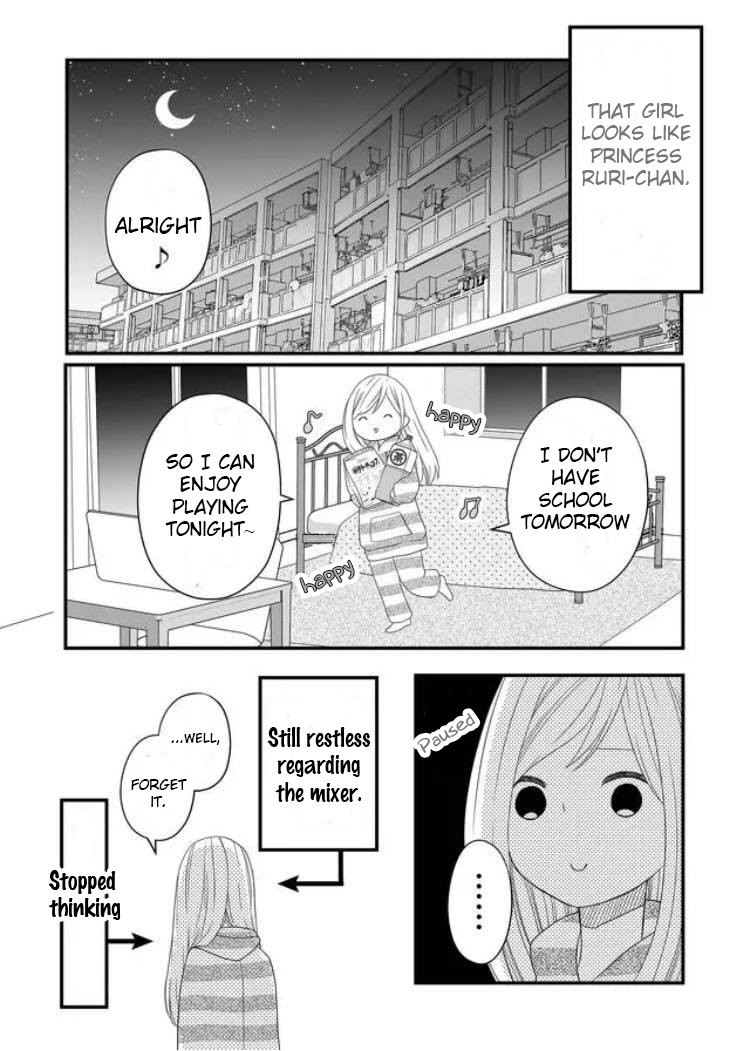 THAT GIRL
LOOKS LIKE
PRINCESS
RURI-CHAN.
ALRIGHT
♪
happy
I DON'T
HAVE
SCHOOL
TOMORROW
SO I CAN
ENJOY
PLAYING
TONIGHT~
happy
Paused
.......
Still restless
regarding
the mixer.
...WELL,
FORGET
IT.
Stopped
thinking